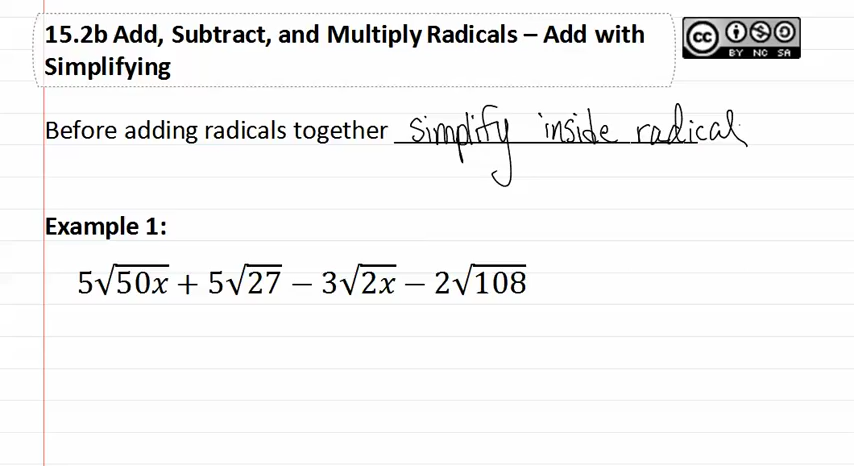 15.2b Add, Subtract, and Multiply Radicals – Add with
Simplifying
cc BY NC SA
Before adding radicals together simplify inside radical
Example 1:
5√50x + 5√27 − 3√2x − 2√108